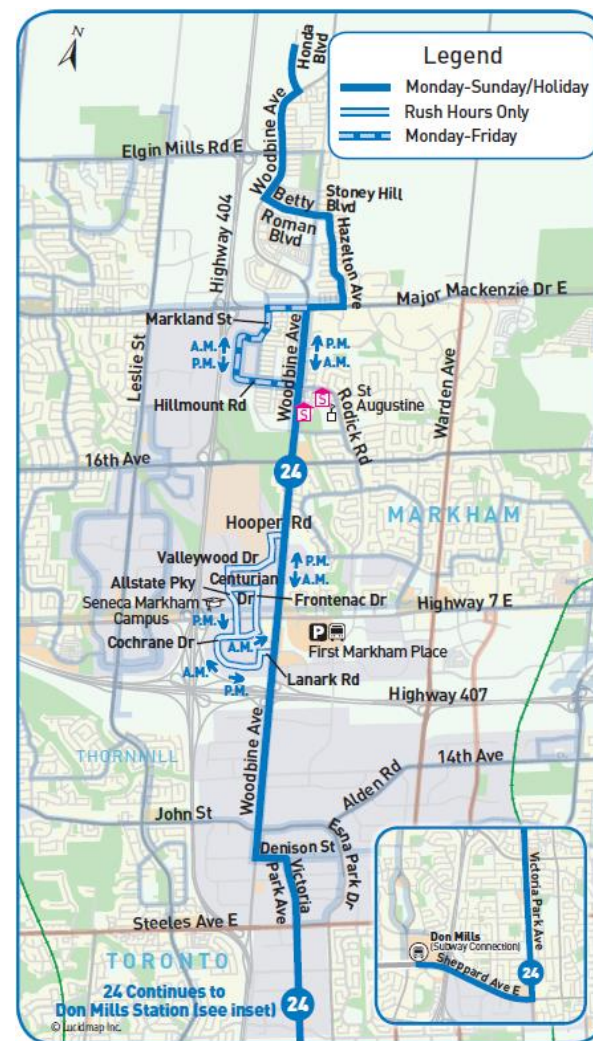 N
Honda
Blvd
Legend
Monday-Sunday/Holiday
Rush Hours Only
Monday-Friday
Woodbine Ave
Elgin Mills Rd E
Betty
Roman
Blvd
Stoney Hill
Blvd
Hazelton Ave
Highway 404
Major Mackenzie Dr E
Markland St
Leslie St
A.M.
P.M.
Woodbine Ave
P.M.
A.M.
Hillmount Rd
S
S
St
Augustine
Rodick Rd
Warden Ave
16th Ave
24
MARKHAM
Hooper Rd
Valleywood Dr
P.M.
A.M.
Allstate Pky
Centurian
Dr
Frontenac Dr
Seneca Markham
Campus
Highway 7 E
P.M.
Cochrane Dr
A.M.
P
First Markham Place
A.M.
P.M.
Lanark Rd
Highway 407
THORNHILL
Woodbine Ave
14th Ave
Alden Rd
John St
Esna Park Dr
Denison St
Victoria
Park Ave
Steeles Ave E
TORONTO
24 Continues to
Don Mills Station (see inset)
24
© Lucidmap Inc.
Victoria Park Ave
Don Mills
(Subway Connection)
Sheppard Ave E
24